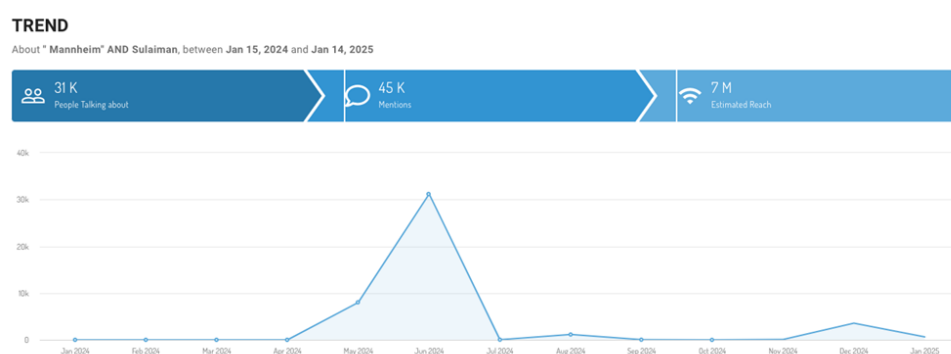 TREND
About " Mannheim" AND Sulaiman, between Jan 15, 2024 and Jan 14, 2025
31 K
People Talking about
45 K
Mentions
7 M
Estimated Reach
40k
30k
20k
10k
0
Jan 2024 Feb 2024 Mar 2024 Apr 2024 May 2024 Jun 2024 Jul 2024 Aug 2024 Sep 2024 Oct 2024 Nov 2024 Dec 2024 Jan 2025